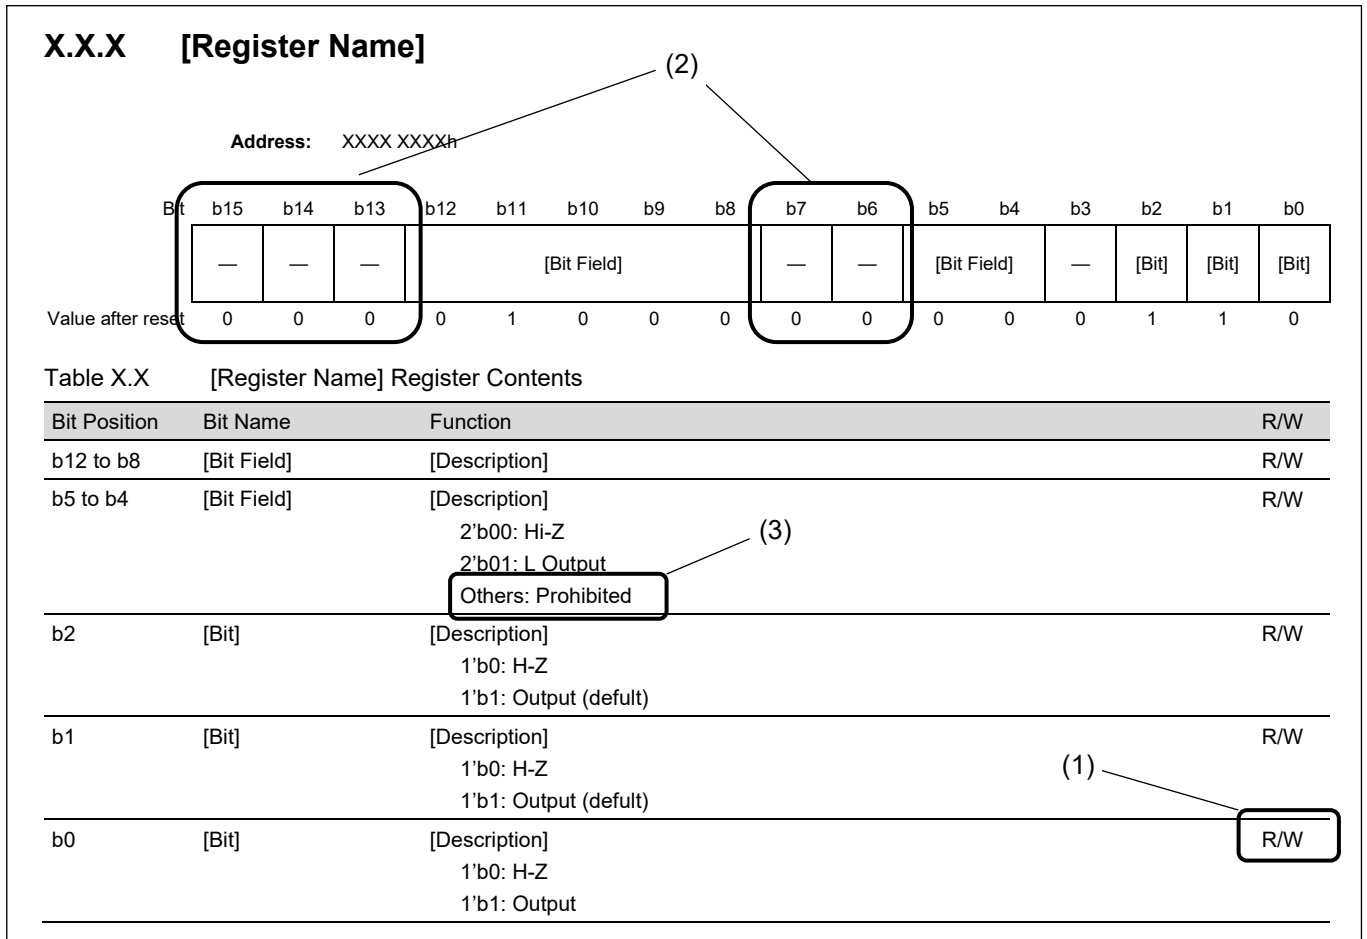 X.X.X [Register Name]
(2)
Address: XXXX XXXXh
Bit b15 b14 b13 b12 b11 b10 b9 b8 b7 b6 b5 b4 b3 b2 b1 b0
— — — [Bit Field] — — [Bit Field] — [Bit] [Bit] [Bit]
Value after reset 0 0 0 0 1 0 0 0 0 0 0 0 0 1 1 0
Table X.X [Register Name] Register Contents
Bit Position Bit Name Function R/W
b12 to b8 [Bit Field] [Description] R/W
b5 to b4 [Bit Field] [Description] R/W
2’b00: Hi-Z
(3)
2’b01: L Output
Others: Prohibited
b2 [Bit] [Description] R/W
1’b0: H-Z
1’b1: Output (defult)
b1 [Bit] [Description] R/W
1’b0: H-Z
(1)
1’b1: Output (defult)
b0 [Bit] [Description] R/W
1’b0: H-Z
1’b1: Output